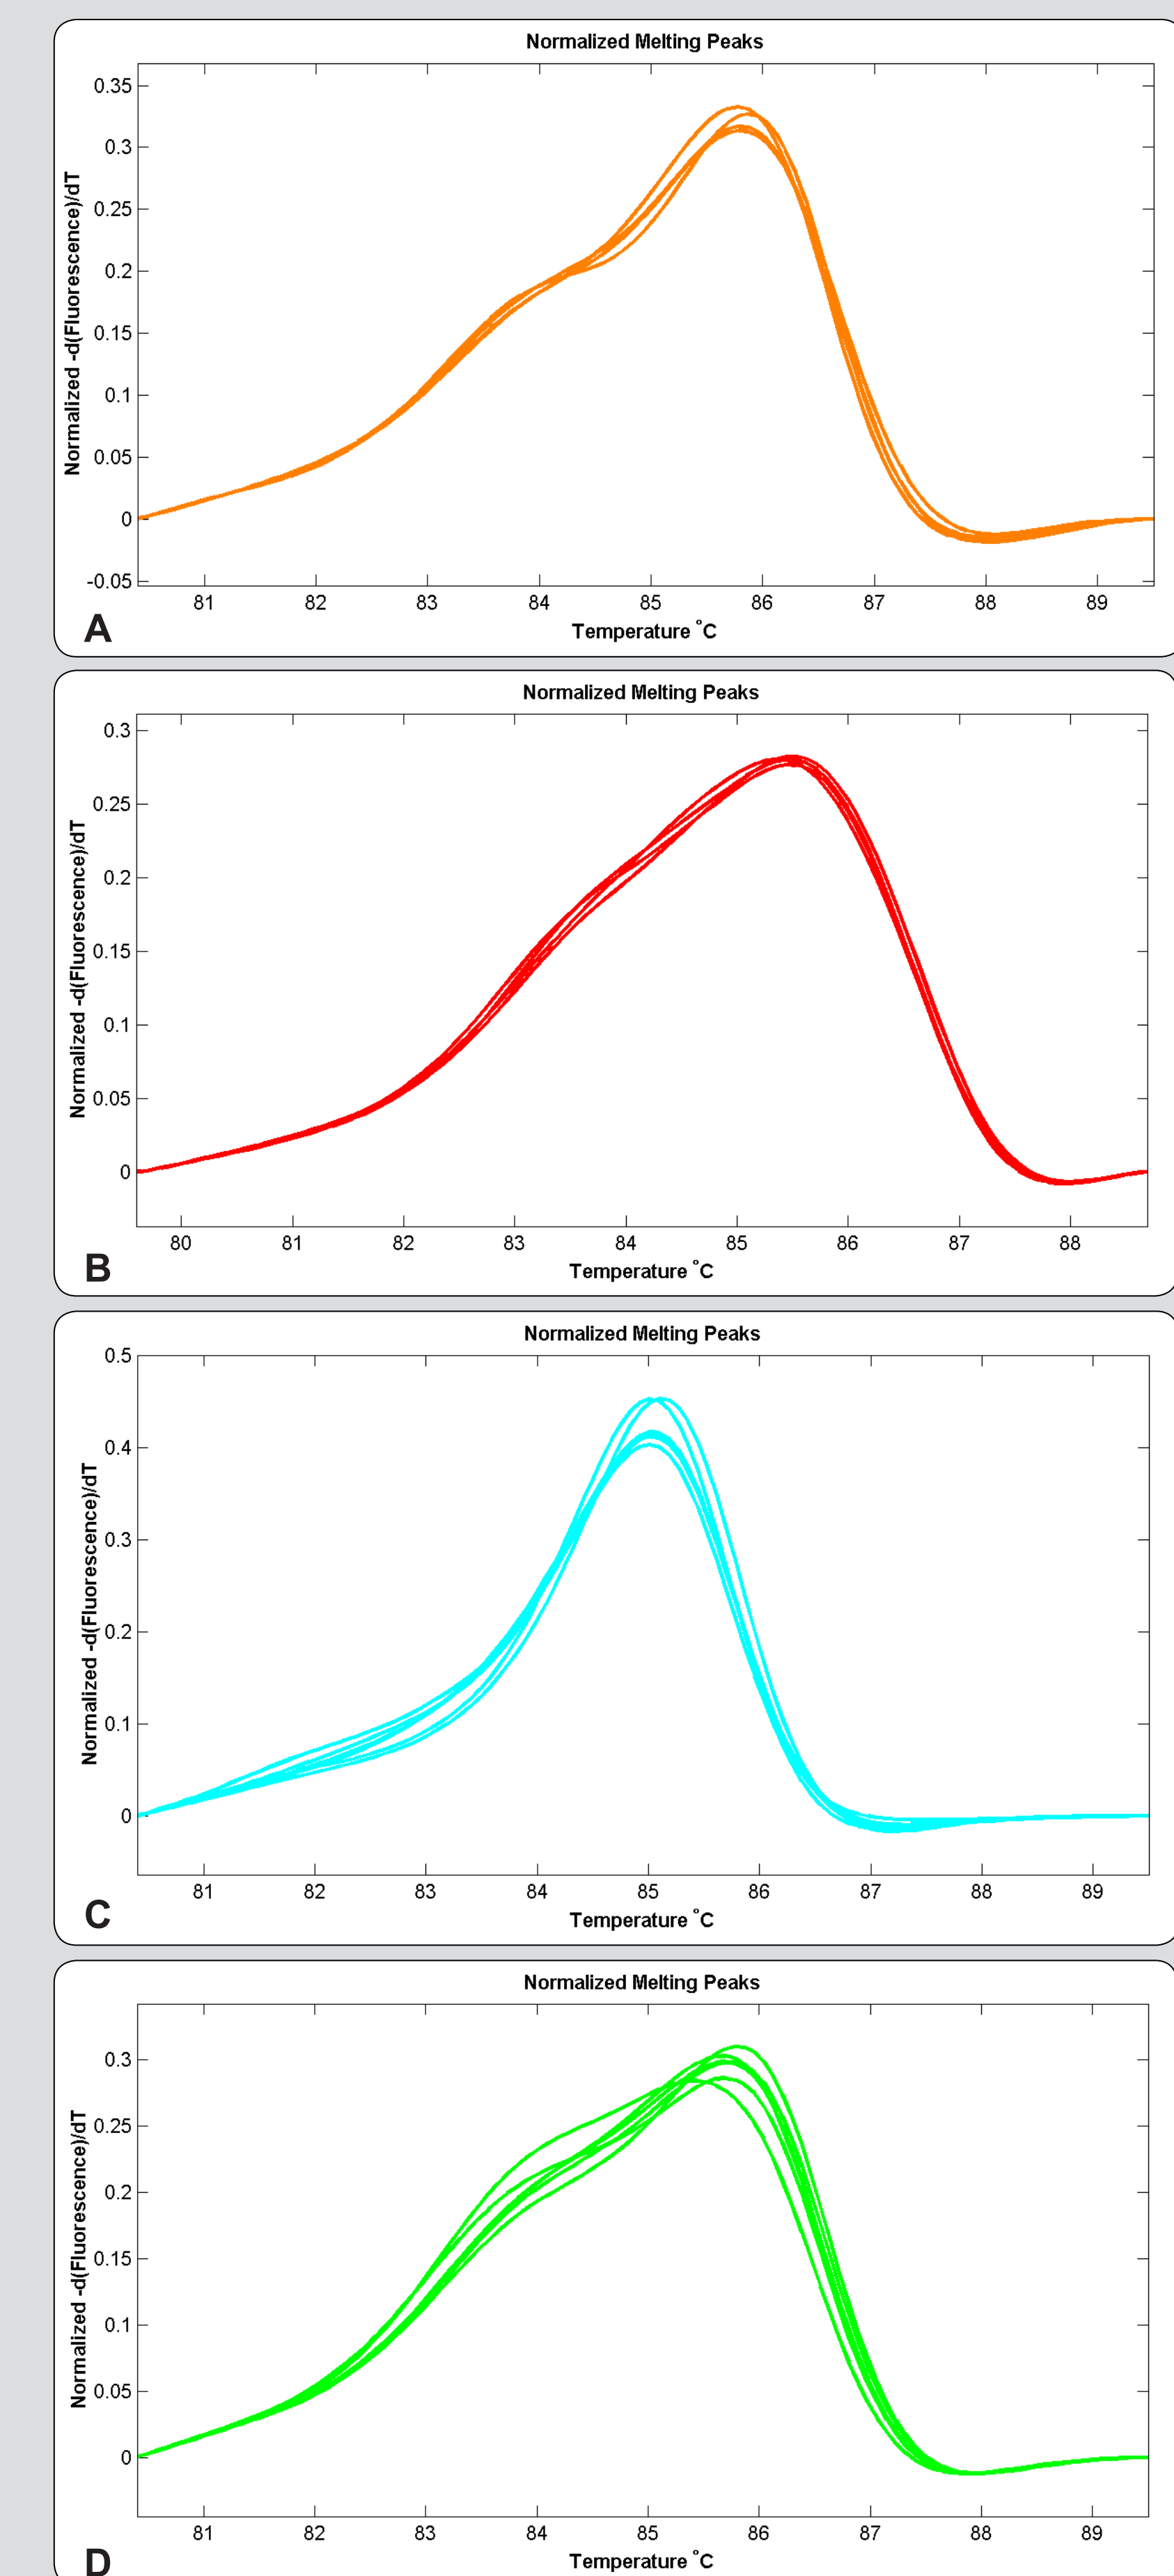 Normalized Melting Peaks
Normalized -d(Fluorescence)/dT
0.35
0.3
0.25
0.2
0.15
0.1
0.05
0
-0.05
81 82 83 84 85 86 87 88 89
Temperature °C
A
Normalized Melting Peaks
Normalized -d(Fluorescence)/dT
0.3
0.25
0.2
0.15
0.1
0.05
0
80 81 82 83 84 85 86 87 88
Temperature °C
B
Normalized Melting Peaks
Normalized -d(Fluorescence)/dT
0.5
0.4
0.3
0.2
0.1
0
81 82 83 84 85 86 87 88 89
Temperature °C
C
Normalized Melting Peaks
Normalized -d(Fluorescence)/dT
0.3
0.25
0.2
0.15
0.1
0.05
0
81 82 83 84 85 86 87 88 89
Temperature °C
D